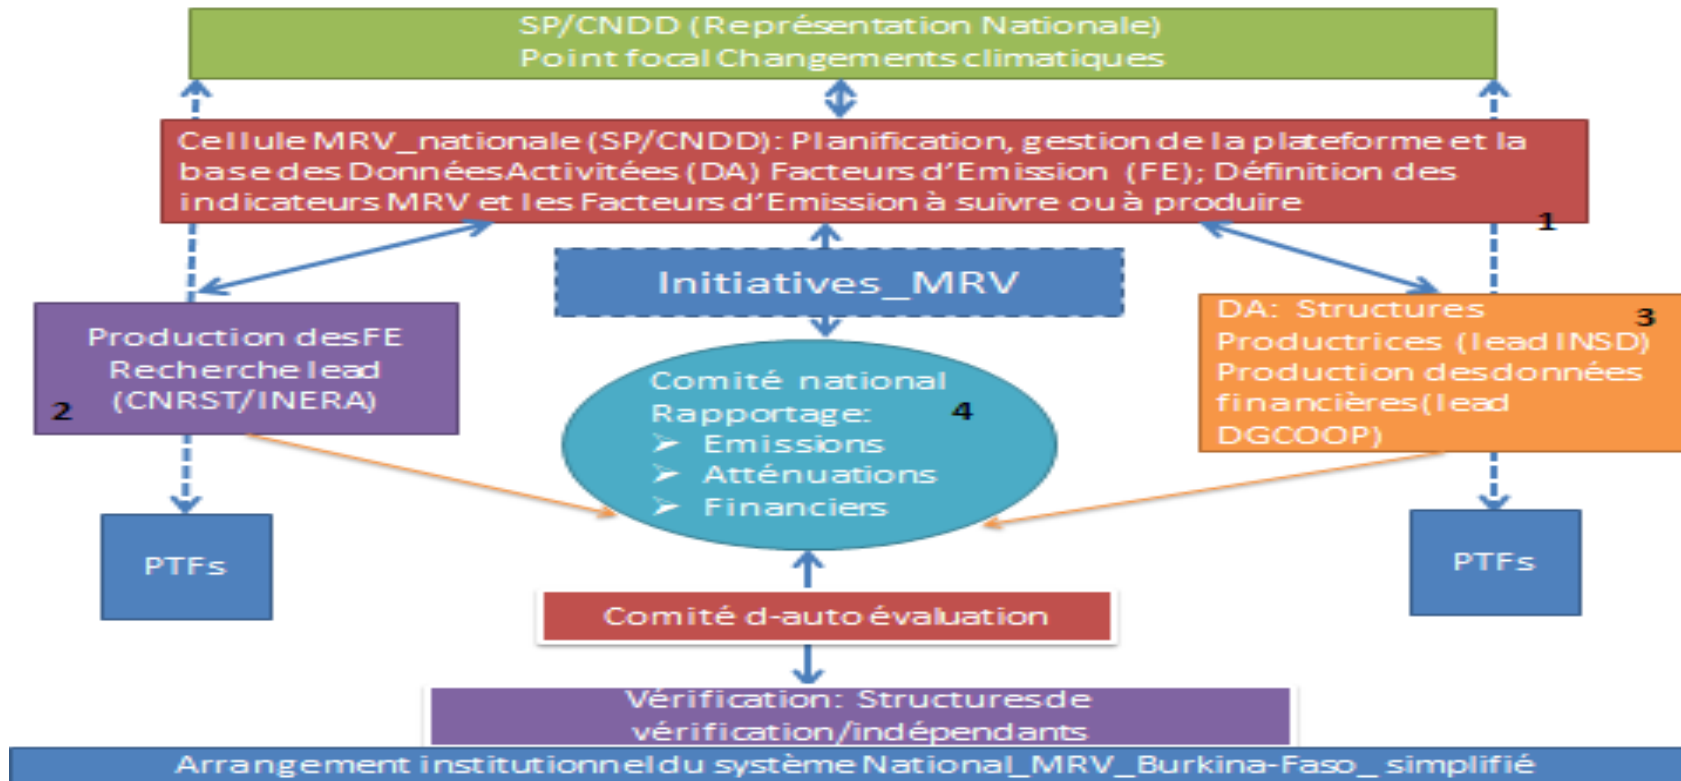 SP/CNDD (Représentation Nationale)
Point focal Changements climatiques
Cellule MRV_nationale (SP/CNDD): Planification, gestion de la plateforme et la
base des Données Activitées (DA) Facteurs d'Emission (FE); Définition des
indicateurs MRV et les Facteurs d'Emission à suivre ou à produire
1
Initiatives_MRV
Production des FE
Recherche lead
(CNRST/INERA)
2
DA: Structures
Productrices (lead INSD)
Production des données
financières (lead
DGCOOP)
3
Comité national
Rapportage:
➢ Emissions
➢ Atténuations
➢ Financiers
4
PTFs
PTFs
Comité d-auto évaluation
Vérification: Structures de
vérification/indépendants
Arrangement institutionnel du système National_MRV_Burkina-Faso_ simplifié